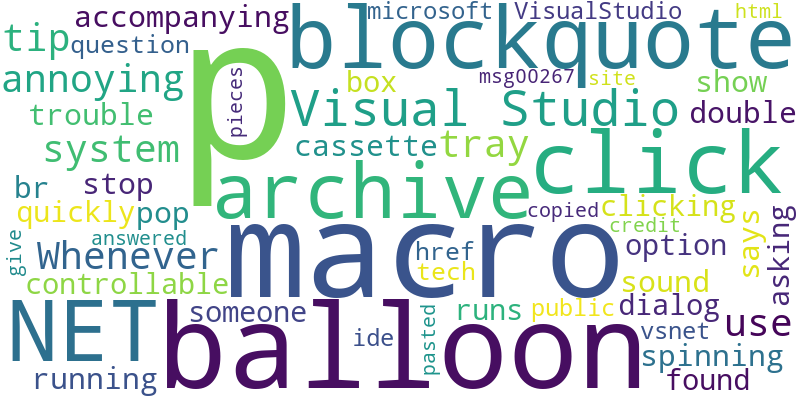 accompanying microsoft VisualStudio html
tip question p blockquote
annoying pieces msg00267 box site show
trouble Visual Studio double
system cassette tray
br stop archive click
quickly pop copied clicking
give answered macro href credit says asking
Whenever tech option
controllable sound
NET someone balloon runs public dialog
ide pasted vsnet use
running spinning
found